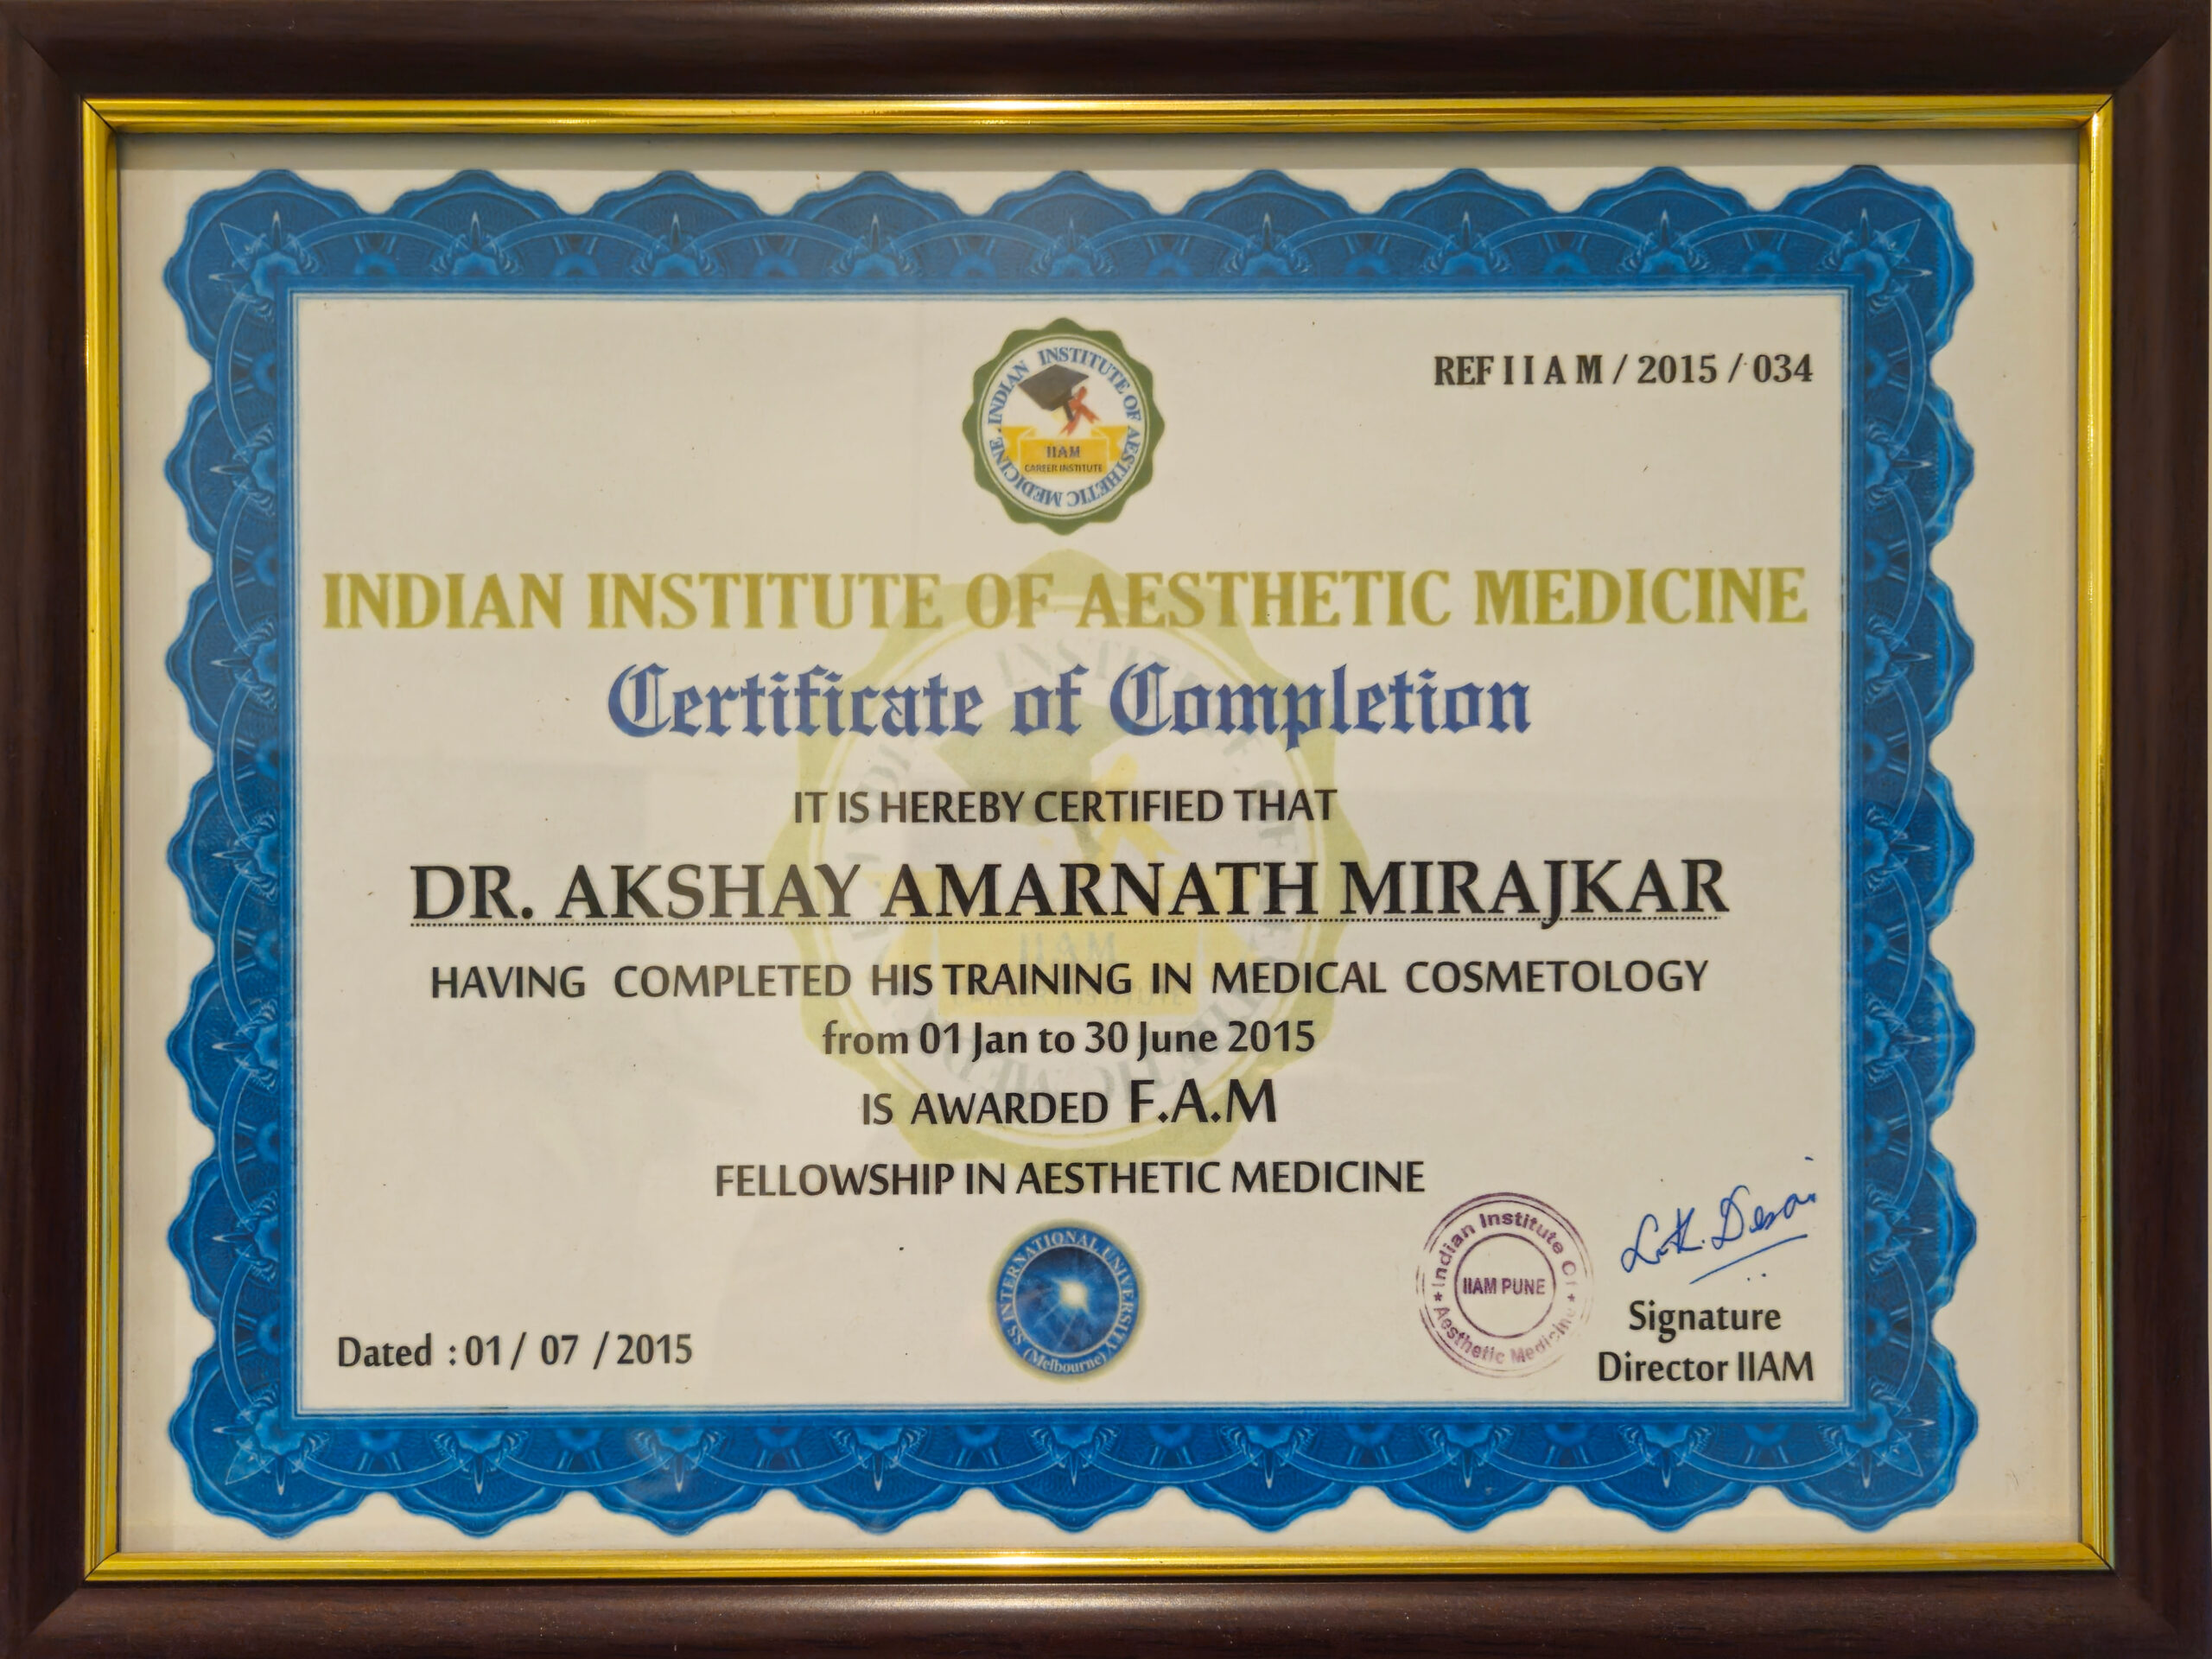 REF I I A M / 2015 / 034
INDIAN INSTITUTE OF AESTHETIC MEDICINE
IIAM
CAREER INSTITUTE
INDIAN INSTITUTE OF AESTHETIC MEDICINE
Certificate of Completion
IT IS HEREBY CERTIFIED THAT
DR. AKSHAY AMARNATH MIRAJKAR
HAVING COMPLETED HIS TRAINING IN MEDICAL COSMETOLOGY
from 01 Jan to 30 June 2015
IS AWARDED F.A.M
FELLOWSHIP IN AESTHETIC MEDICINE
SS INTERNATIONAL UNIVERSITY
(Melbourne)
Indian Institute Of
Aesthetic Medicine
IIAM PUNE
Desai
Signature
Director IIAM
Dated : 01 / 07 / 2015